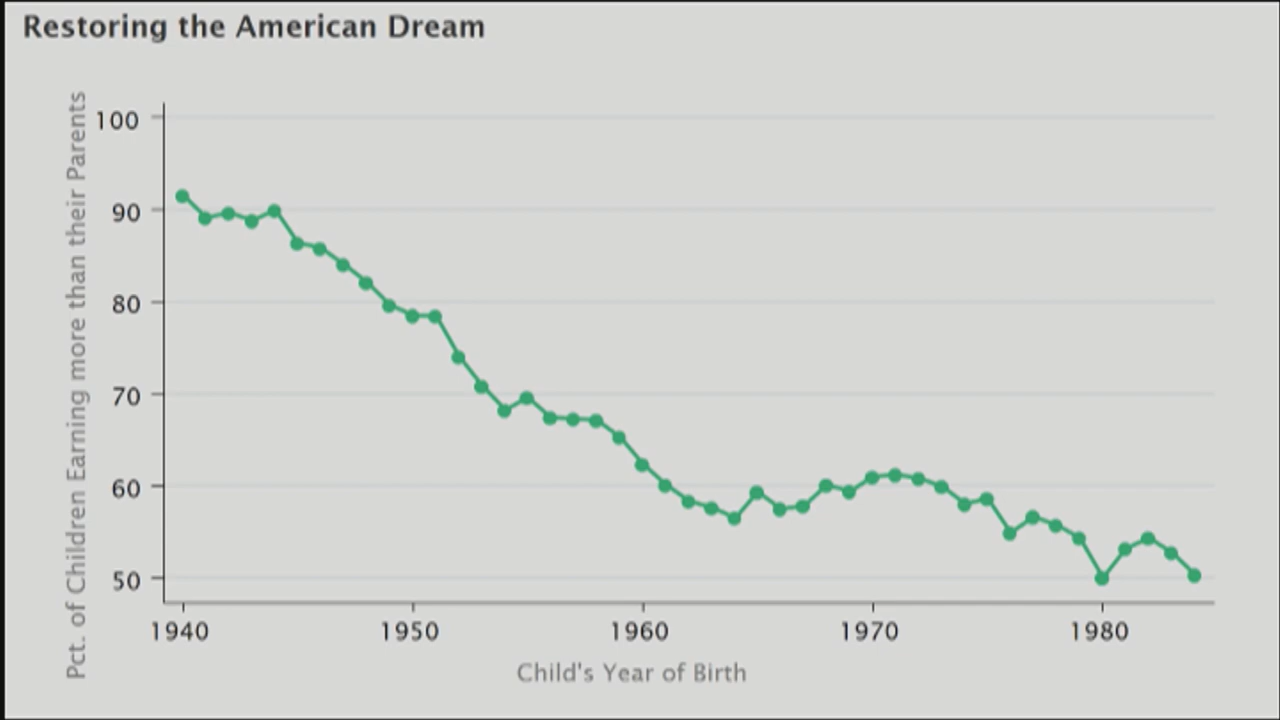 Restoring the American Dream
Pct. of Children Earning more than their Parents
100
90
80
70
60
50
1940 1950 1960 1970 1980
Child's Year of Birth